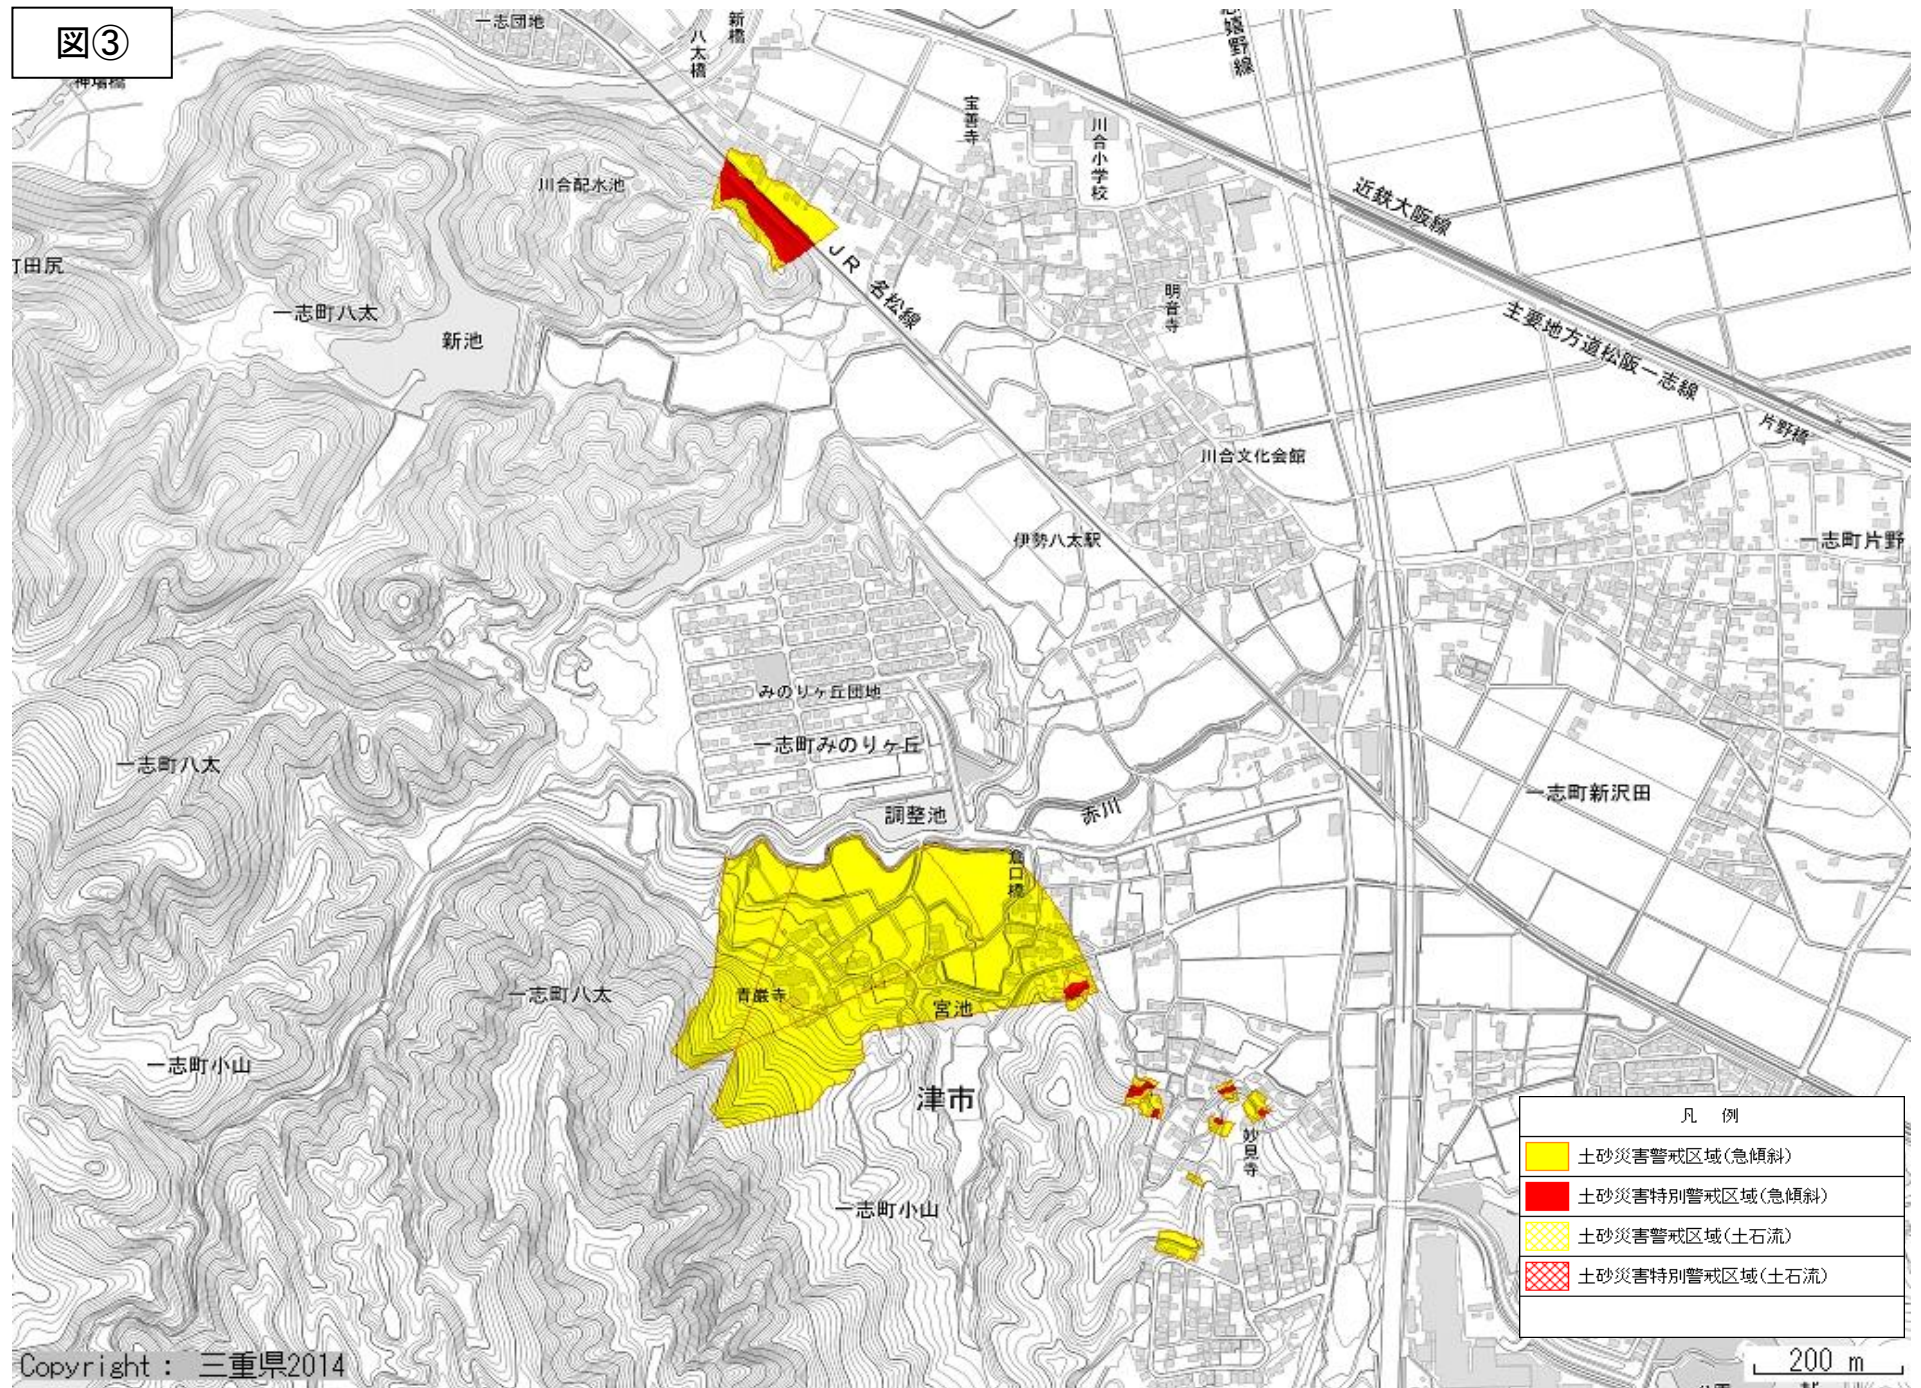 図③
一志団地
新橋
八太橋
嬉野線
神場橋
宝善寺
川合小学校
川合配水池
近鉄大阪線
JR 名松線
町田尻
一志町八太
新池
明音寺
主要地方道松阪一志線
片野橋
川合文化会館
伊勢八太駅
一志町片野
みのりヶ丘団地
一志町みのりヶ丘
一志町八太
一志町新沢田
調整池
赤川
倉口橋
一志町八太
青巌寺
宮池
一志町小山
津市
妙見寺
一志町小山
凡 例
土砂災害警戒区域(急傾斜)
土砂災害特別警戒区域(急傾斜)
土砂災害警戒区域(土石流)
土砂災害特別警戒区域(土石流)
Copyright : 三重県2014
200 m